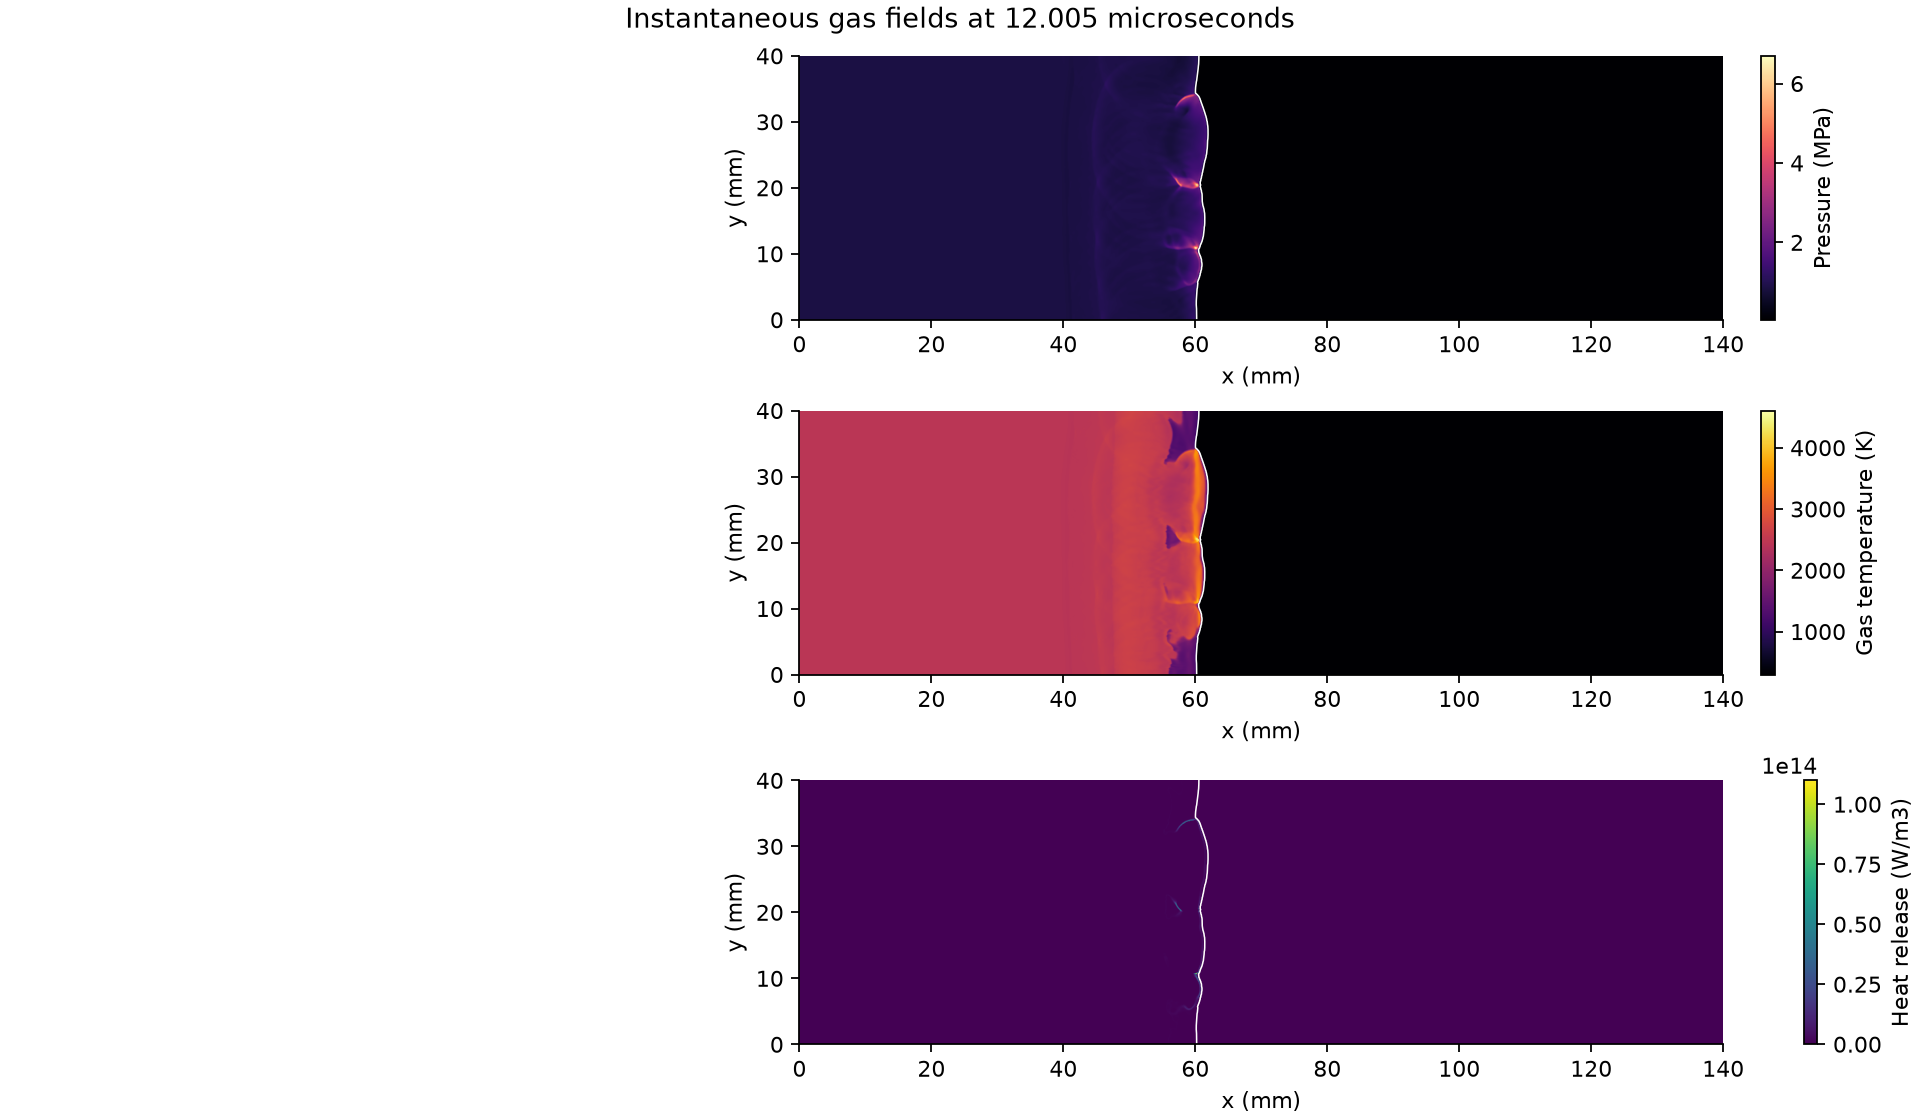 Instantaneous gas fields at 12.005 microseconds
40
30
20
10
0
y (mm)
0 20 40 60 80 100 120 140
x (mm)
6
4
2
Pressure (MPa)
40
30
20
10
0
y (mm)
0 20 40 60 80 100 120 140
x (mm)
4000
3000
2000
1000
Gas temperature (K)
40
30
20
10
0
y (mm)
0 20 40 60 80 100 120 140
x (mm)
1e14
1.00
0.75
0.50
0.25
0.00
Heat release (W/m3)